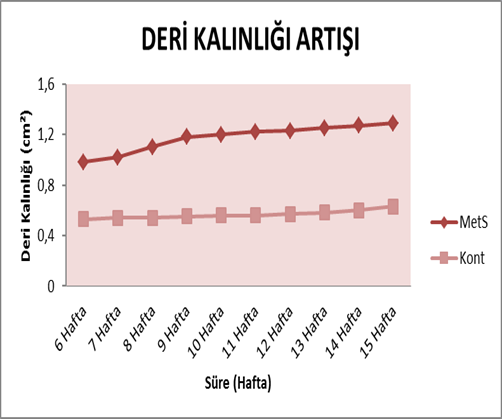 DERİ KALINLIĞI ARTIŞI
Deri Kalınlığı (cm²)
1,6
1,2
0,8
0,4
0
6 Hafta
7 Hafta
8 Hafta
9 Hafta
10 Hafta
11 Hafta
12 Hafta
13 Hafta
14 Hafta
15 Hafta
Süre (Hafta)
MetS
Kont